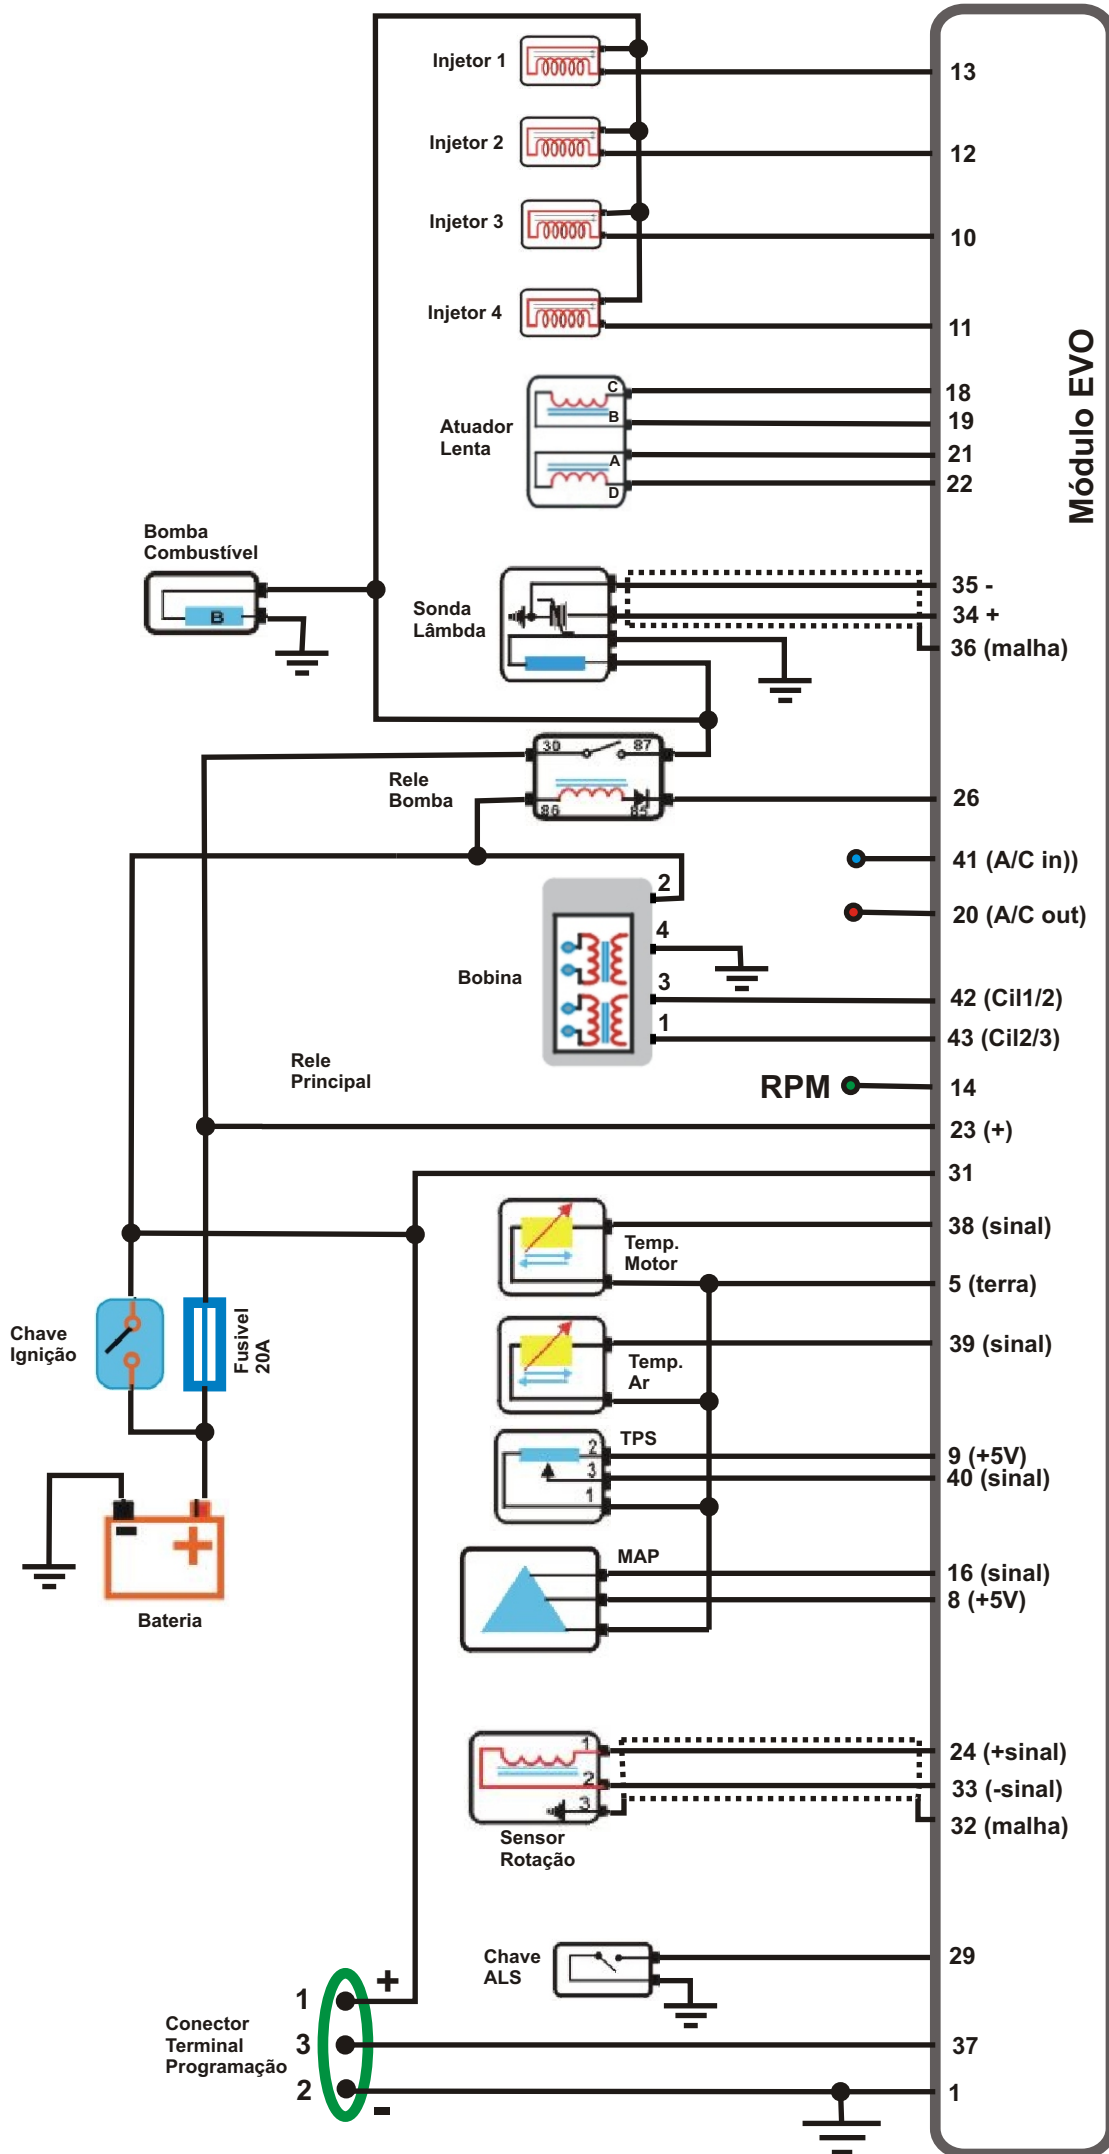 Injetor 1
13
Injetor 2
12
Injetor 3
10
Injetor 4
11
Módulo EVO
Atuador
Lenta
C
B
A
D
18
19
21
22
Bomba
Combustível
B
Sonda
Lâmbda
35 -
34 +
36 (malha)
Rele
Bomba
30
87
86
85
26
41 (A/C in))
20 (A/C out)
Bobina
2
4
3
1
42 (Cil1/2)
43 (Cil2/3)
Rele
Principal
RPM
14
23 (+)
31
Temp.
Motor
38 (sinal)
5 (terra)
Chave
Ignição
Fusivel
20A
Temp.
Ar
39 (sinal)
TPS
2
3
1
9 (+5V)
40 (sinal)
-
+
Bateria
MAP
16 (sinal)
8 (+5V)
1
2
3
Sensor
Rotação
24 (+sinal)
33 (-sinal)
32 (malha)
Chave
ALS
29
Conector
Terminal
Programação
1
3
2
+
-
37
1